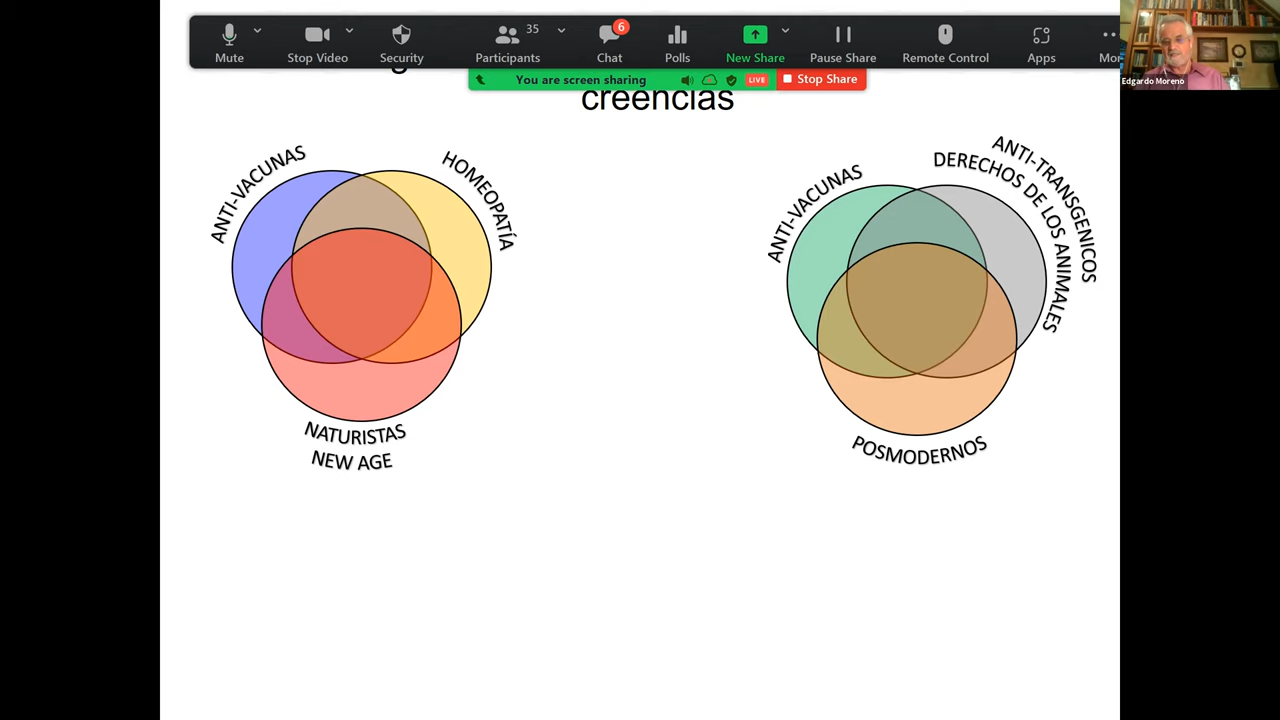 35
6
Mute
Stop Video
Security
Participants
Chat
Polls
New Share
Pause Share
Remote Control
Apps
Mor
You are screen sharing
LIVE
Stop Share
Edgardo Moreno
creencias
ANTI-VACUNAS
HOMEOPATÍA
NATURISTAS
NEW AGE
ANTI-VACUNAS
ANTI-TRANSGENICOS
DERECHOS DE LOS ANIMALES
POSMODERNOS